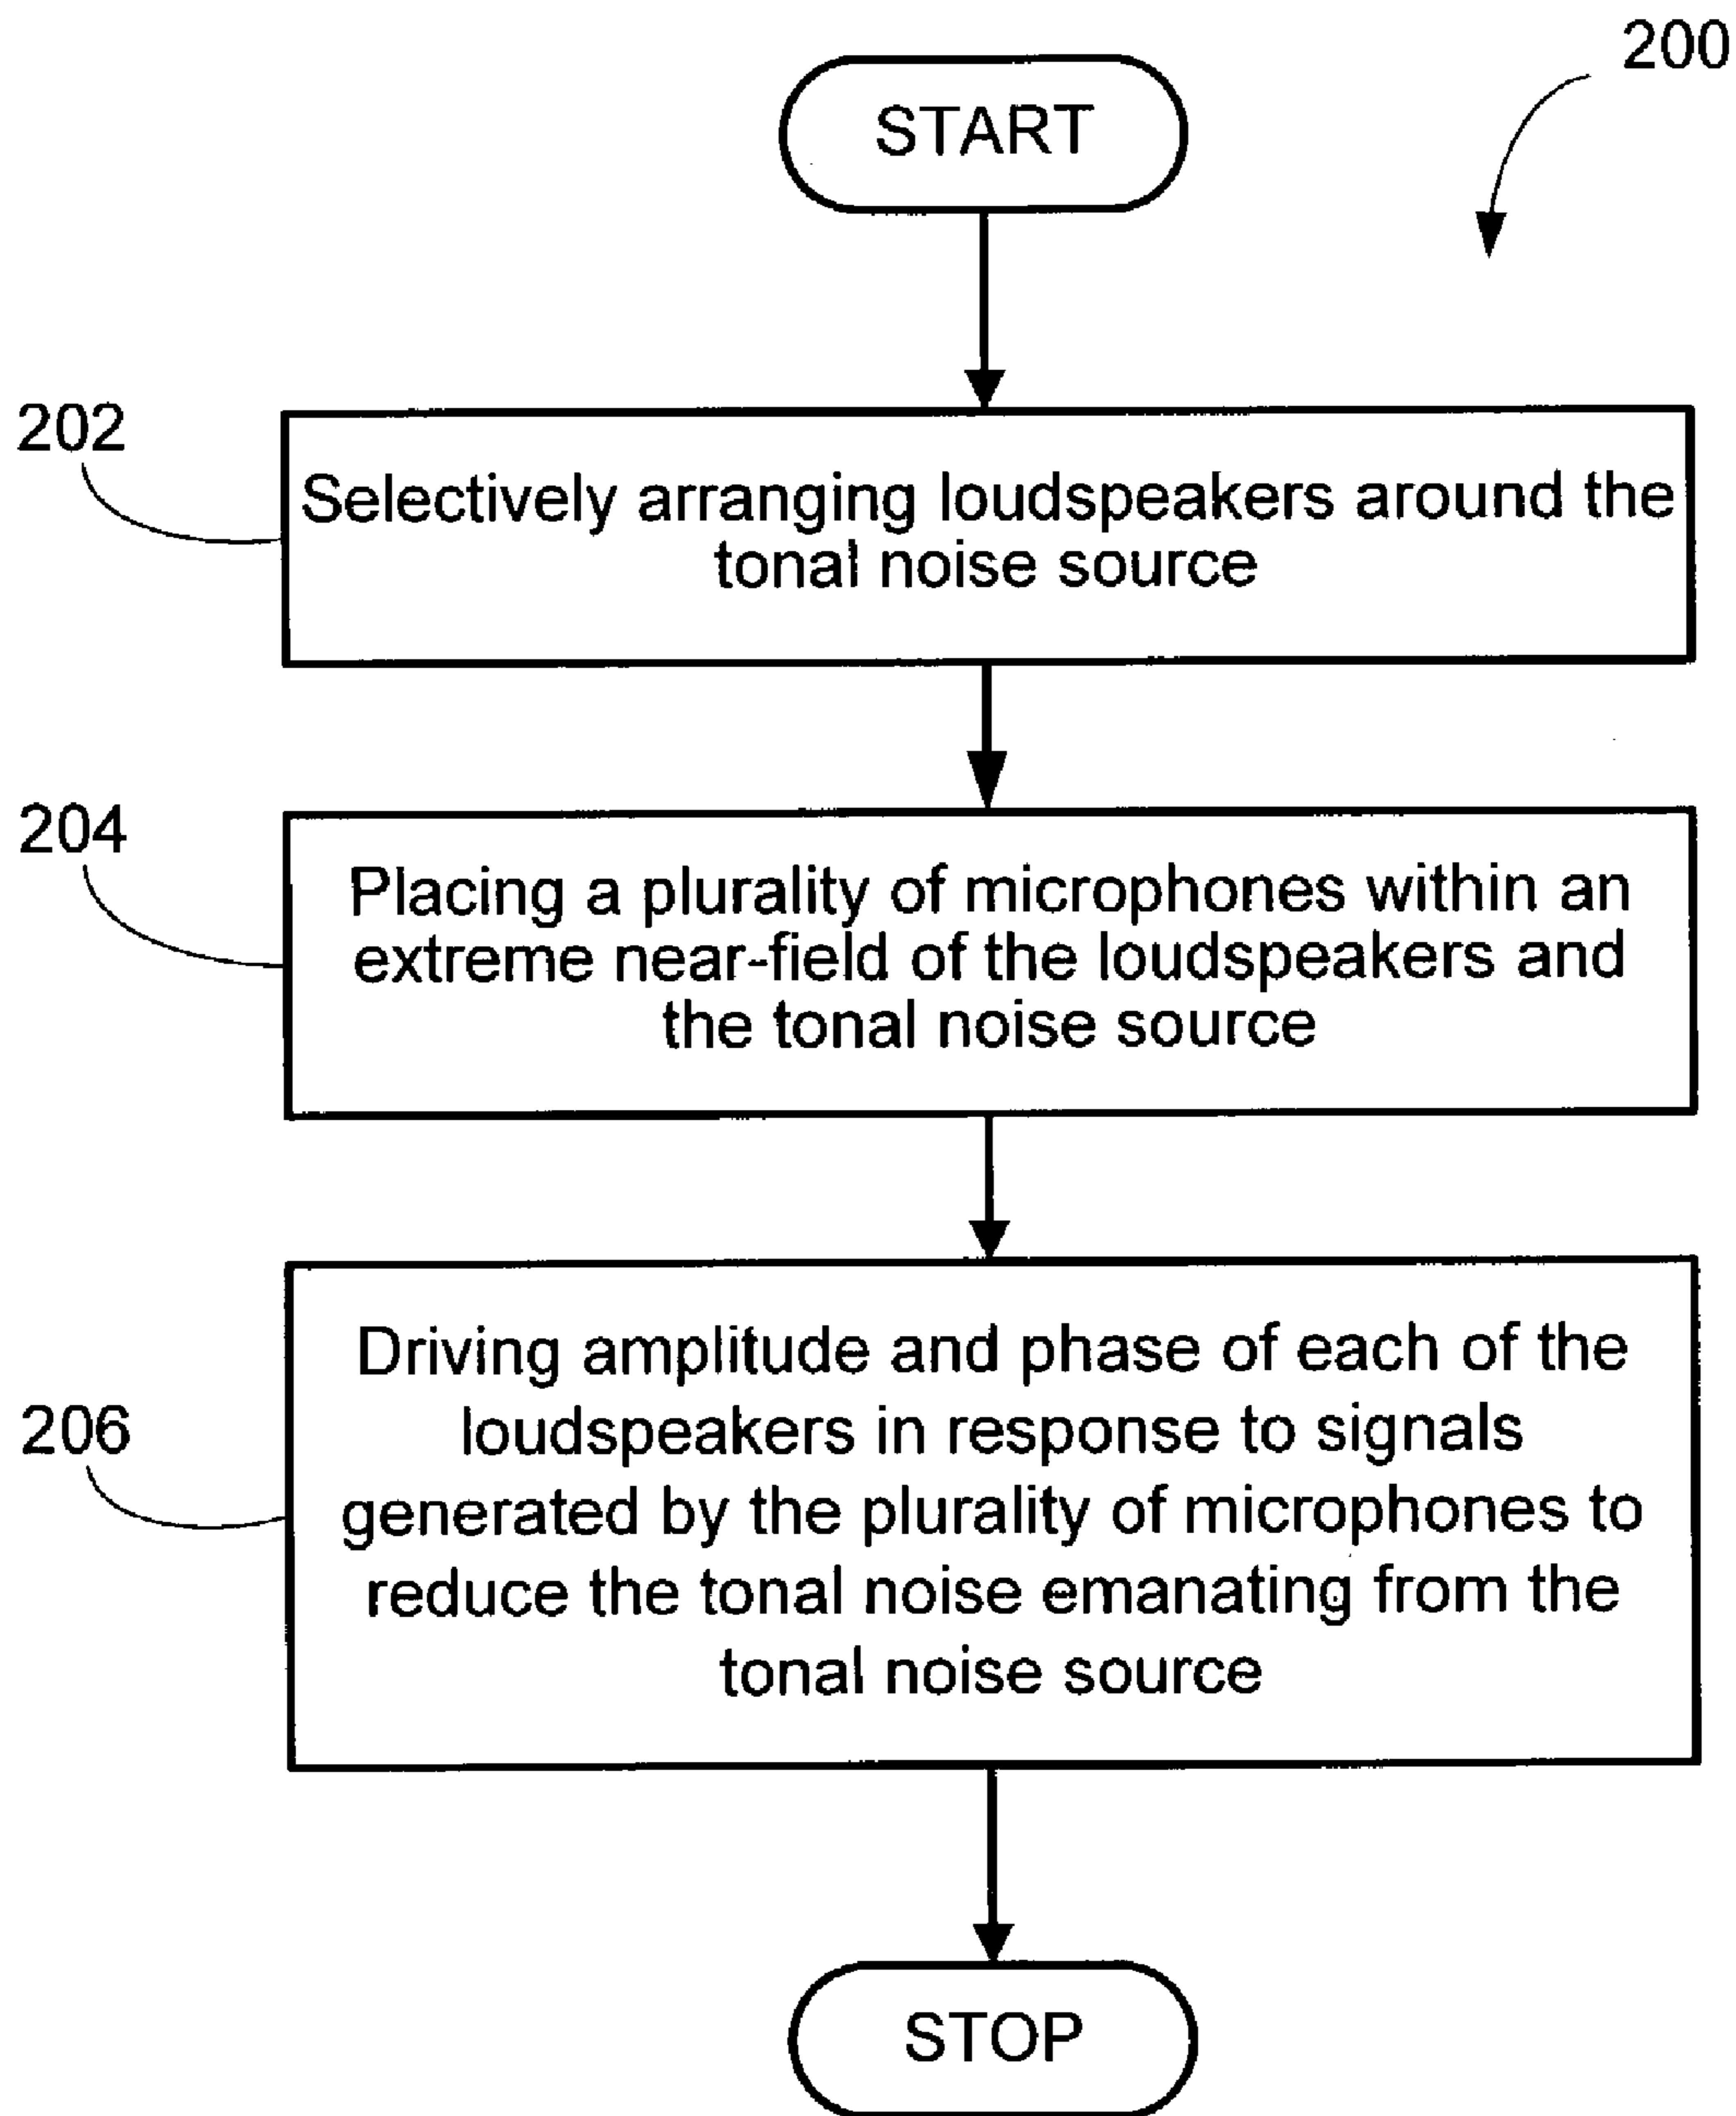 200
START
202
Selectively arranging loudspeakers around the
tonal noise source
204
Placing a plurality of microphones within an
extreme near-field of the loudspeakers and
the tonal noise source
206
Driving amplitude and phase of each of the
loudspeakers in response to signals
generated by the plurality of microphones to
reduce the tonal noise emanating from the
tonal noise source
STOP